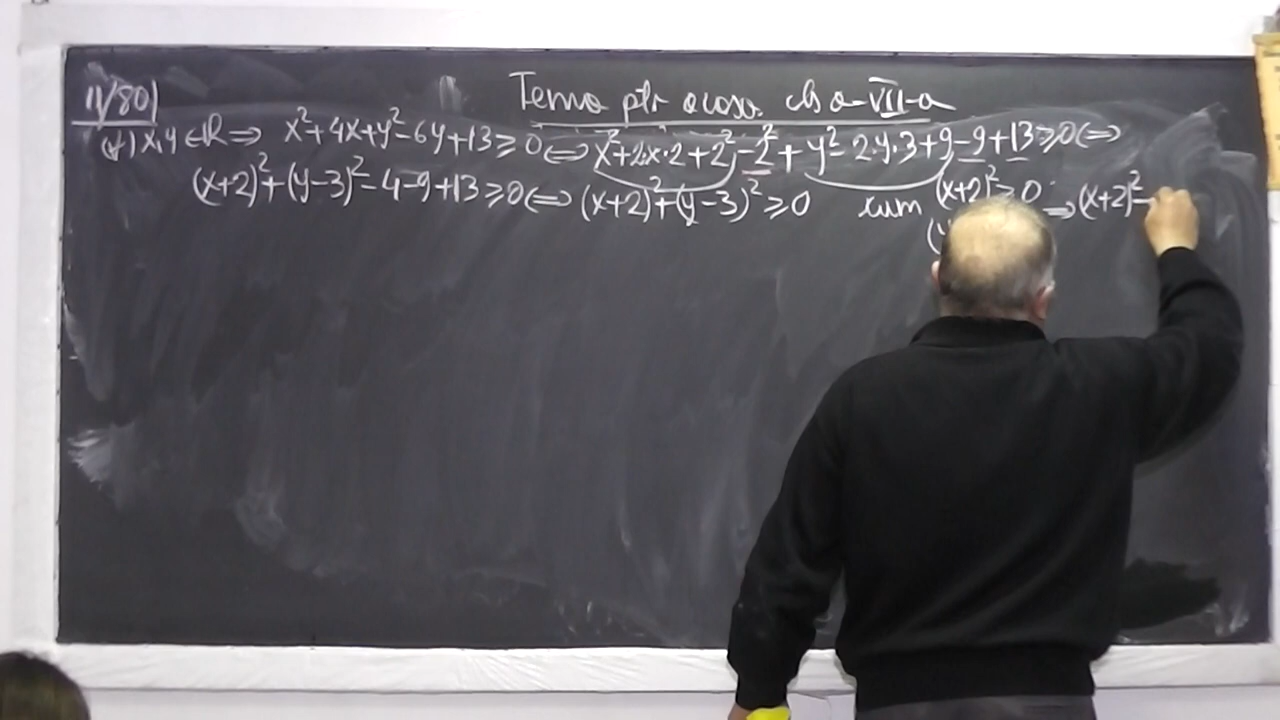 11/80)
Tema ptr acasa cls a-VII-a
(∀) x,y ∈ R ⇒ x²+4x+y²-6y+13 ≥ 0 ⇔ x²+2·x·2+2²-2²+y²-2·y·3+9-9+13 ≥ 0 ⇔
(x+2)²+(y-3)²-4-9+13 ≥ 0 ⇔ (x+2)²+(y-3)² ≥ 0 cum (x+2)² ≥ 0 ⇒ (x+2)²
(y